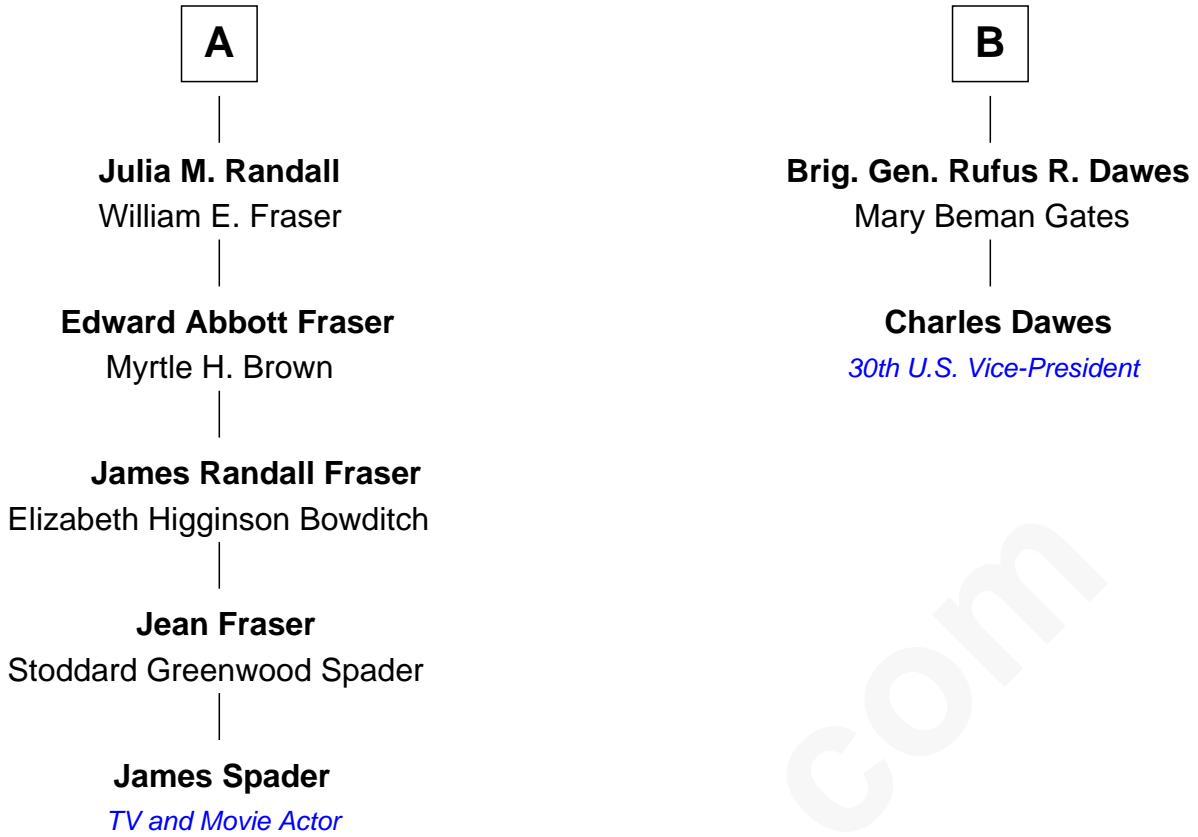 A
Julia M. Randall
William E. Fraser
Edward Abbott Fraser
Myrtle H. Brown
James Randall Fraser
Elizabeth Higginson Bowditch
Jean Fraser
Stoddard Greenwood Spader
James Spader
TV and Movie Actor
B
Brig. Gen. Rufus R. Dawes
Mary Beman Gates
Charles Dawes
30th U.S. Vice-President
com